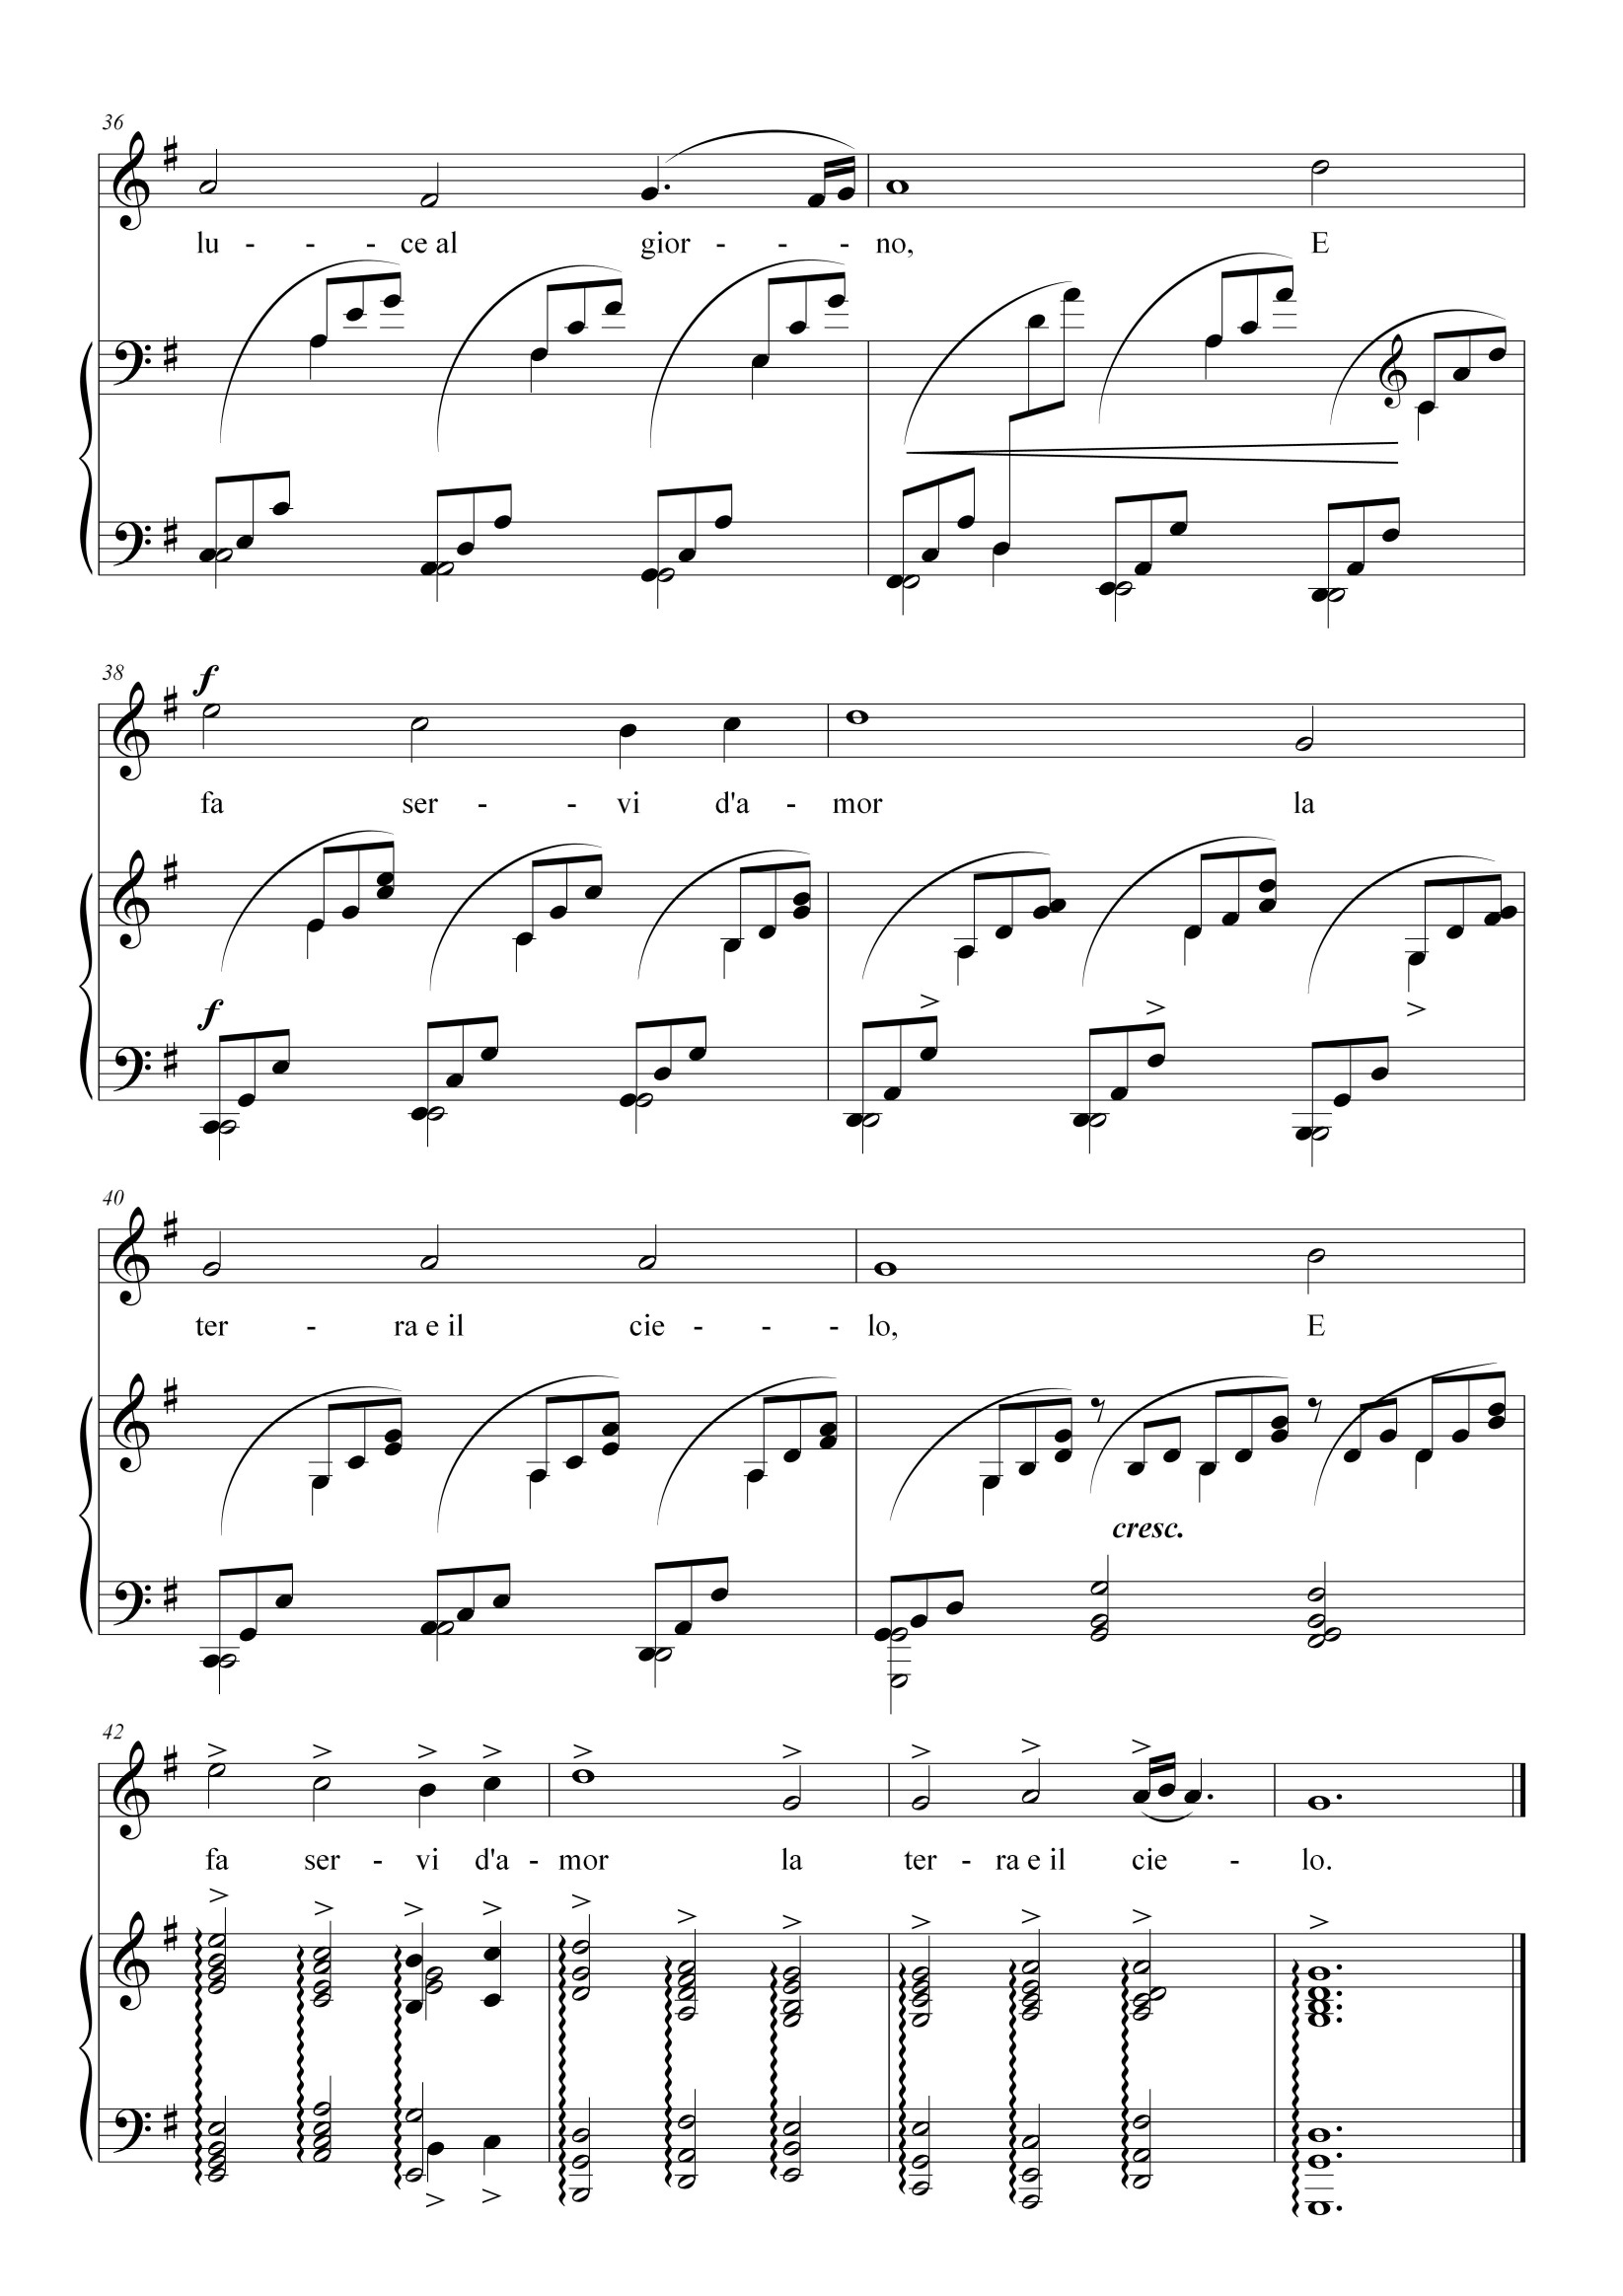 36
lu - - - ce al gior - - - no, E
38
f
fa ser - - vi d'a - mor la
f
40
ter - ra e il cie - - - lo, E
cresc.
42
fa ser - vi d'a - mor la ter - ra e il cie - lo.